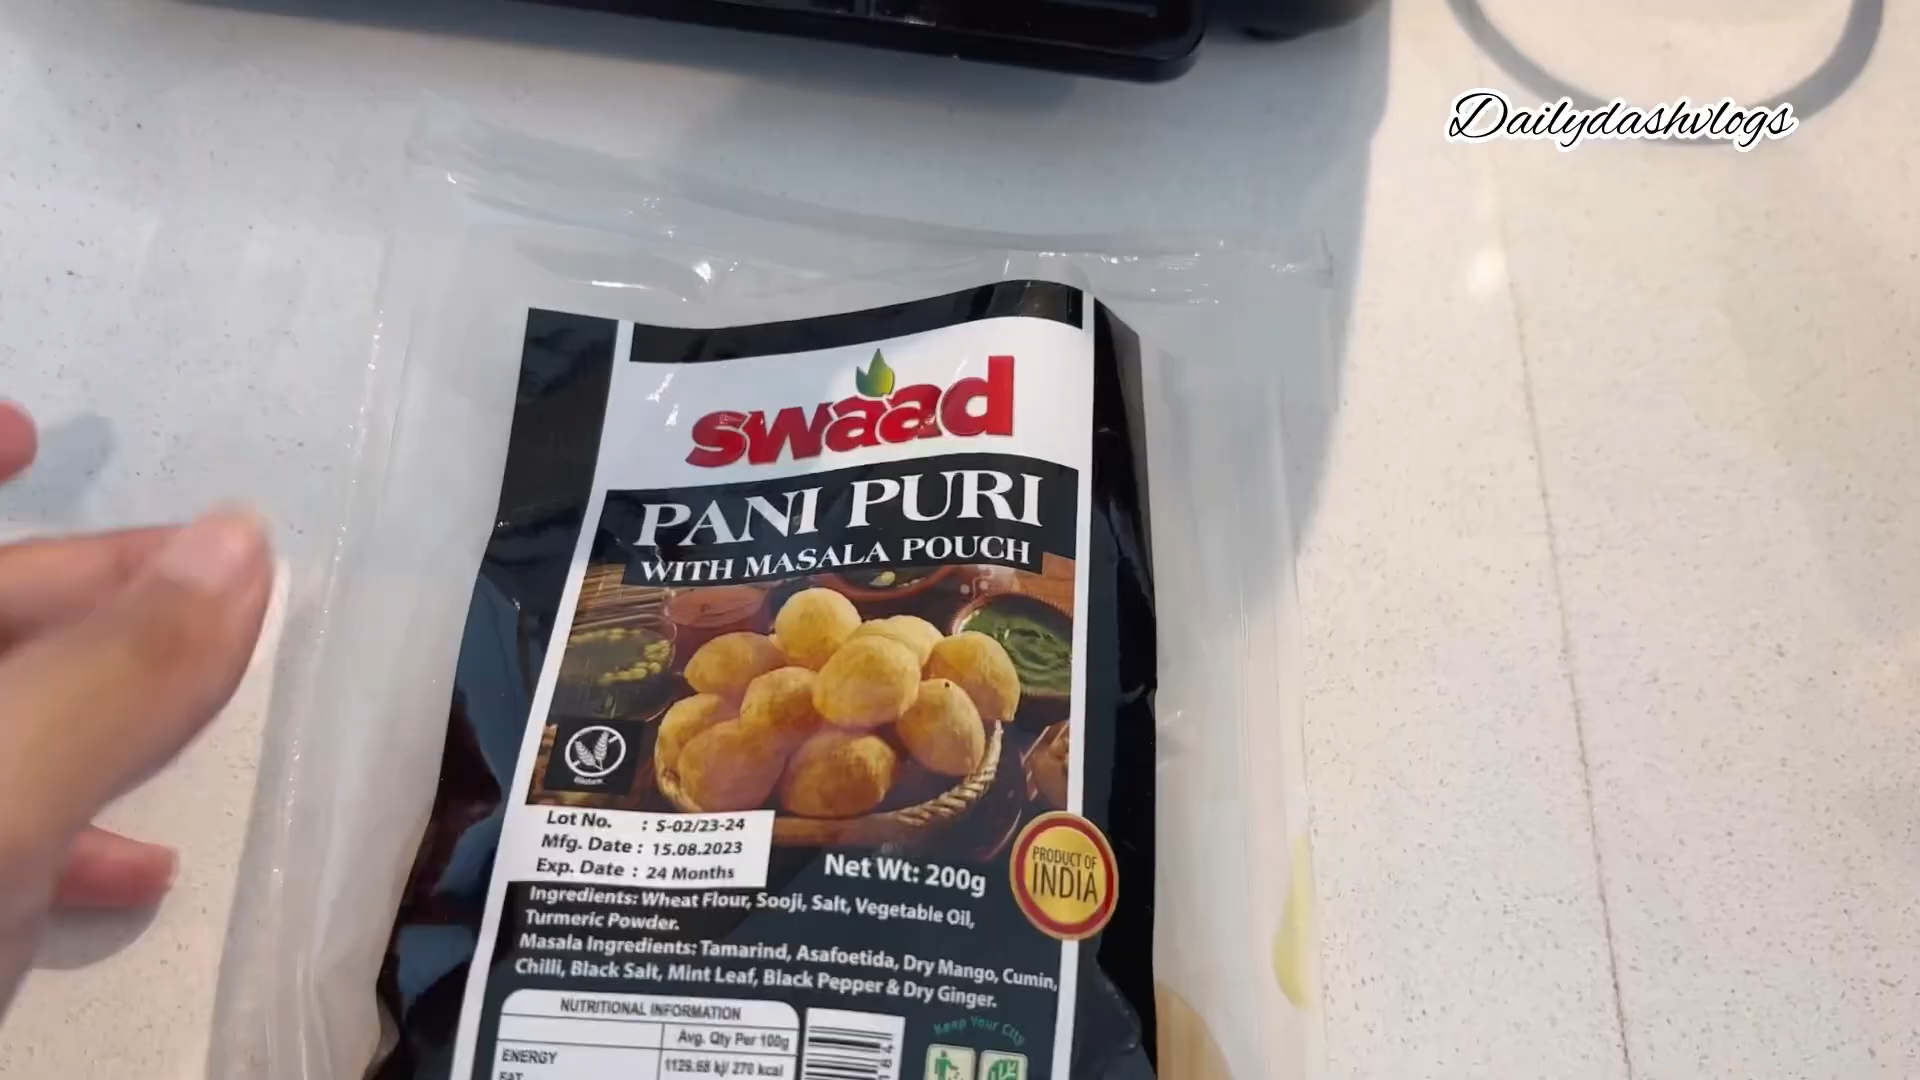 Dailydashvlogs
swaad
PANI PURI
WITH MASALA POUCH
Lot No. : S-02/23-24
Mfg. Date : 15.08.2023
Exp. Date : 24 Months
Net Wt: 200g
PRODUCT OF
INDIA
Ingredients: Wheat Flour, Sooji, Salt, Vegetable Oil,
Turmeric Powder.
Masala Ingredients: Tamarind, Asafoetida, Dry Mango, Cumin,
Chilli, Black Salt, Mint Leaf, Black Pepper & Dry Ginger.
NUTRITIONAL INFORMATION
Avg. Qty Per 100g
ENERGY
1129.68 kj/ 270 kcal
FAT
Keep Your City